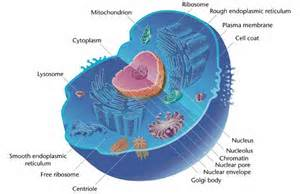 Ribosome
Rough endoplasmic reticulum
Mitochondrion
Plasma membrane
Cell coat
Cytoplasm
Lysosome
Nucleus
Nucleolus
Chromatin
Nuclear pore
Nuclear envelope
Golgi body
Smooth endoplasmic
reticulum
Free ribosome
Centriole